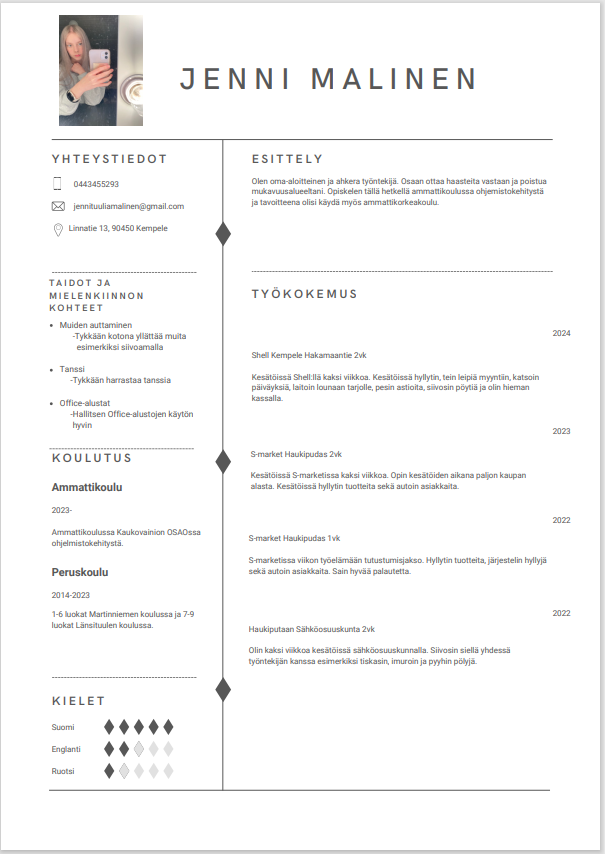 JENNI MALINEN
YHTEYSTIEDOT
0443455293
jennituuliamalinen@gmail.com
Linnatie 13, 90450 Kempele
TAIDOT JA
MIELENKIINNON
KOHTEET
• Muiden auttaminen
-Tykkään kotona yllättää muita
esimerkiksi siivoamalla
• Tanssi
-Tykkään harrastaa tanssia
• Office-alustat
-Hallitsen Office-alustojen käytön
hyvin
KOULUTUS
Ammattikoulu
2023-
Ammattikoulussa Kaukovainion OSAOssa
ohjelmistokehitystä.
Peruskoulu
2014-2023
1-6 luokat Martinniemen koulussa ja 7-9
luokat Länsituulen koulussa.
KIELET
Suomi
Englanti
Ruotsi
ESITTELY
Olen oma-aloitteinen ja ahkera työntekijä. Osaan ottaa haasteita vastaan ja poistua
mukavuusalueeltani. Opiskelen tällä hetkellä ammattikoulussa ohjemistokehitystä
ja tavoitteena olisi käydä myös ammatikorkeakoulu.
TYÖKOKEMUS
2024
Shell Kempele Hakamaantie 2vk
Kesätöissä Shell:llä kaksi viikkoa. Kesätöissä hyllytin, tein leipiä myyntiin, katsoin
päiväyksiä, laitoin lounaan tarjolle, pesin astioita, siivosin pöytiä ja olin hieman
kassalla.
2023
S-market Haukipudas 2vk
Kesätöissä S-marketissa kaksi viikkoa. Opin kesätöiden aikana paljon kaupan
alasta. Kesätöissä hyllytin tuotteita sekä autoin asiakkaita.
2022
S-market Haukipudas 1vk
S-marketissa viikon työelämään tutustumisjakso. Hyllytin tuotteita, järjestelin hyllyjä
sekä autoin asiakkaita. Sain hyvää palautetta.
2022
Haukiputaan Sähköosuuskunta 2vk
Olin kaksi viikkoa kesätöissä sähköosuuskunnalla. Siivosin siellä yhdessä
työntekijän kanssa esimerkiksi tiskasin, imuroin ja pyyhin pölyjä.